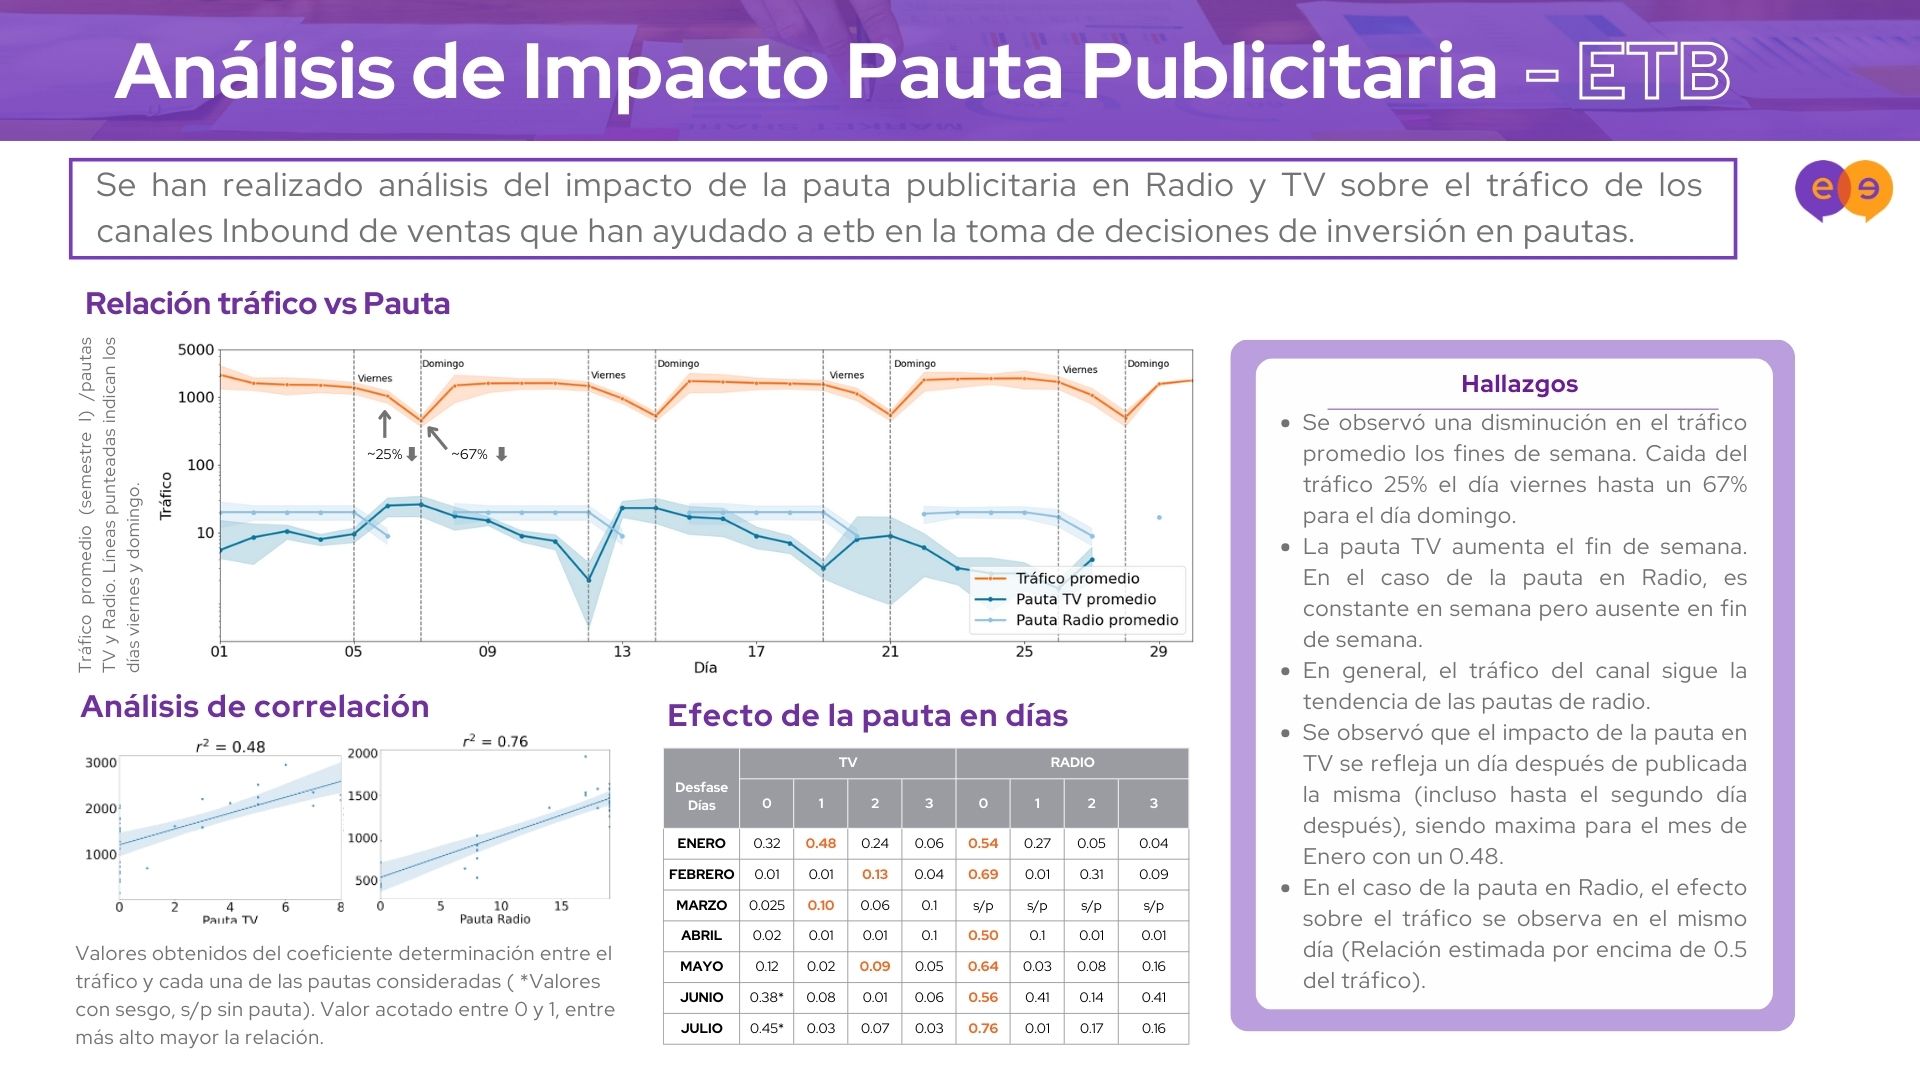 Análisis de Impacto Pauta Publicitaria - ETB
Se han realizado análisis del impacto de la pauta publicitaria en Radio y TV sobre el tráfico de los
canales Inbound de ventas que han ayudado a etb en la toma de decisiones de inversión en pautas.
e e
Relación tráfico vs Pauta
Tráfico promedio (semestre I) /pautas
TV y Radio. Líneas punteadas indican los
días viernes y domingo.
Tráfico
5000
1000
100
10
Viernes
Domingo
Viernes
Domingo
Viernes
Domingo
Viernes
Domingo
~25%
~67%
Tráfico promedio
Pauta TV promedio
Pauta Radio promedio
01 05 09 13 17 21 25 29
Día
Análisis de correlación
r² = 0.48
3000
2000
1000
0 2 4 6 8
Pauta TV
r² = 0.76
2000
1500
1000
500
0 5 10 15
Pauta Radio
Valores obtenidos del coeficiente determinación entre el
tráfico y cada una de las pautas consideradas ( *Valores
con sesgo, s/p sin pauta). Valor acotado entre 0 y 1, entre
más alto mayor la relación.
Efecto de la pauta en días
TV RADIO
Desfase
Días
0 1 2 3 0 1 2 3
ENERO 0.32 0.48 0.24 0.06 0.54 0.27 0.05 0.04
FEBRERO 0.01 0.01 0.13 0.04 0.69 0.01 0.31 0.09
MARZO 0.025 0.10 0.06 0.1 s/p s/p s/p s/p
ABRIL 0.02 0.01 0.01 0.1 0.50 0.1 0.01 0.01
MAYO 0.12 0.02 0.09 0.05 0.64 0.03 0.08 0.16
JUNIO 0.38* 0.08 0.01 0.06 0.56 0.41 0.14 0.41
JULIO 0.45* 0.03 0.07 0.03 0.76 0.01 0.17 0.16
Hallazgos
• Se observó una disminución en el tráfico
promedio los fines de semana. Caida del
tráfico 25% el día viernes hasta un 67%
para el día domingo.
• La pauta TV aumenta el fin de semana.
En el caso de la pauta en Radio, es
constante en semana pero ausente en fin
de semana.
• En general, el tráfico del canal sigue la
tendencia de las pautas de radio.
• Se observó que el impacto de la pauta en
TV se refleja un día después de publicada
la misma (incluso hasta el segundo día
después), siendo maxima para el mes de
Enero con un 0.48.
• En el caso de la pauta en Radio, el efecto
sobre el tráfico se observa en el mismo
día (Relación estimada por encima de 0.5
del tráfico).